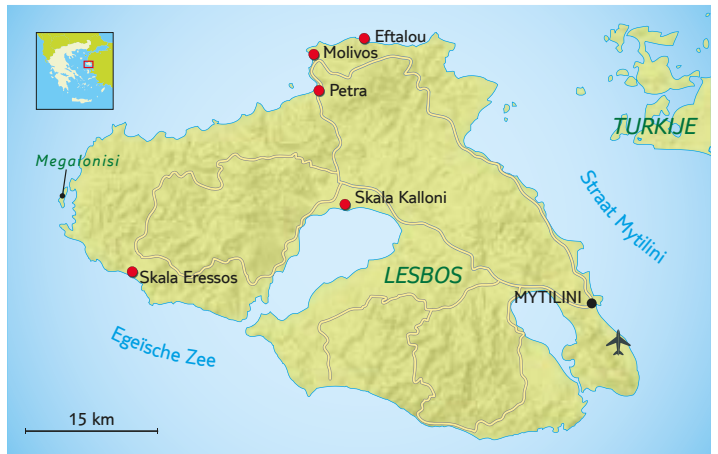 Eftalou
Molivos
Petra
TURKIJE
Megalonisi
Straat Mytilini
Skala Kalloni
Skala Eressos
LESBOS
MYTILINI
Egeïsche Zee
15 km